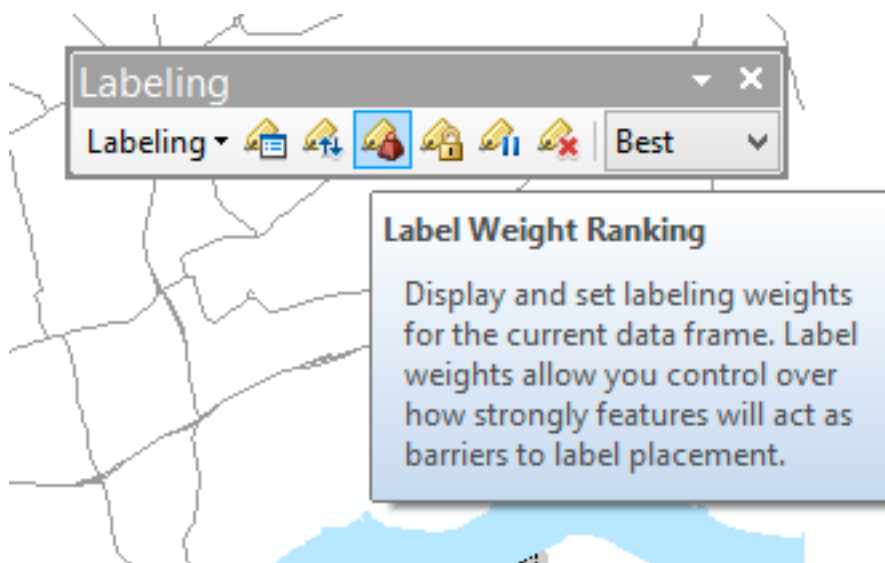 Labeling
Labeling Best
Label Weight Ranking
Display and set labeling weights
for the current data frame. Label
weights allow you control over
how strongly features will act as
barriers to label placement.